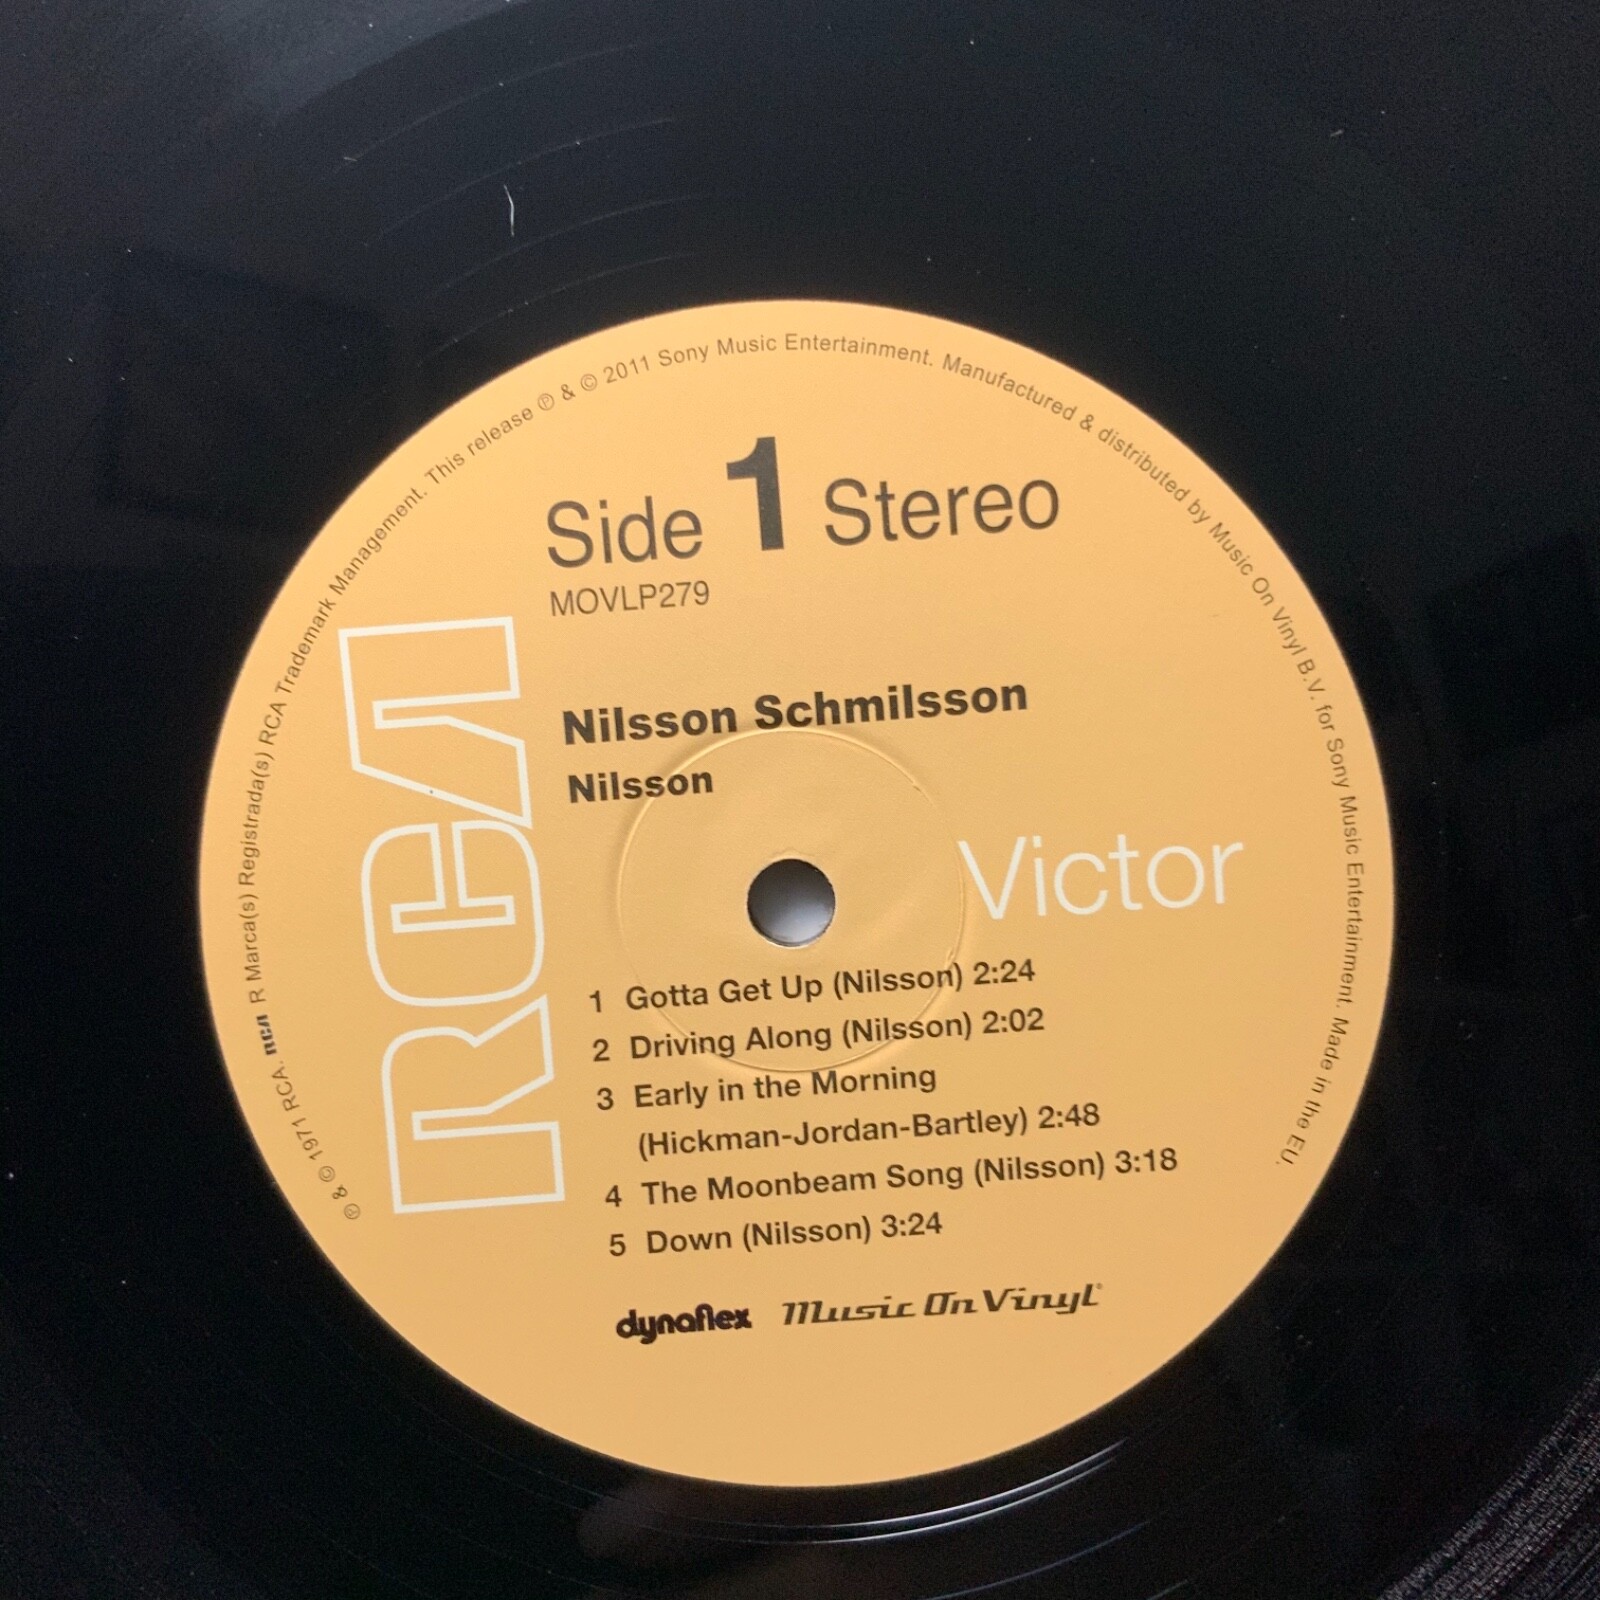 ℗ & © 1971 RCA. RCA R Marca(s) Registrada(s) RCA Trademark Management. This release ℗ & © 2011 Sony Music Entertainment. Manufactured & distributed by Music On Vinyl B.V. for Sony Music Entertainment. Made in the EU.
Side 1 Stereo
MOVLP279
RCA
Nilsson Schmilsson
Nilsson
Victor
1 Gotta Get Up (Nilsson) 2:24
2 Driving Along (Nilsson) 2:02
3 Early in the Morning
(Hickman-Jordan-Bartley) 2:48
4 The Moonbeam Song (Nilsson) 3:18
5 Down (Nilsson) 3:24
dynaflex Music On Vinyl